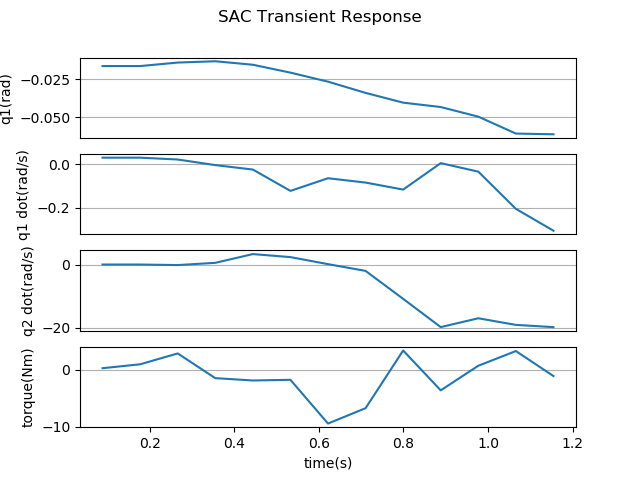 SAC Transient Response
q1(rad)
−0.025
−0.050
q1 dot(rad/s)
0.0
−0.2
q2 dot(rad/s)
0
−20
torque(Nm)
0
−10
0.2 0.4 0.6 0.8 1.0 1.2
time(s)